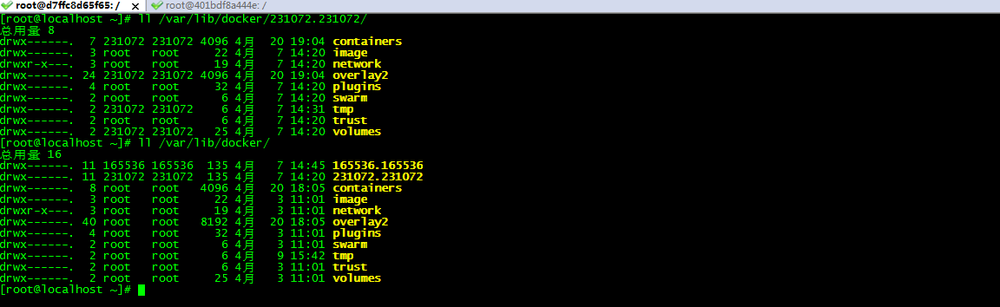 root@d7ffc8d65f65: / × root@401bdf8a444e: /
[root@localhost ~]# ll /var/lib/docker/231072.231072/
总用量 8
drwx------. 7 231072 231072 4096 4月 20 19:04 containers
drwx------. 3 root root 22 4月 7 14:20 image
drwxr-x---. 3 root root 19 4月 7 14:20 network
drwx------. 24 231072 231072 4096 4月 20 19:04 overlay2
drwx------. 4 root root 32 4月 7 14:20 plugins
drwx------. 2 root root 6 4月 7 14:20 swarm
drwx------. 2 231072 231072 6 4月 7 14:31 tmp
drwx------. 2 root root 6 4月 7 14:20 trust
drwx------. 2 231072 231072 25 4月 7 14:20 volumes
[root@localhost ~]# ll /var/lib/docker/
总用量 16
drwx------. 11 165536 165536 135 4月 7 14:45 165536.165536
drwx------. 11 231072 231072 135 4月 7 14:20 231072.231072
drwx------. 8 root root 4096 4月 20 18:05 containers
drwx------. 3 root root 22 4月 3 11:01 image
drwxr-x---. 3 root root 19 4月 3 11:01 network
drwx------. 40 root root 8192 4月 20 18:05 overlay2
drwx------. 4 root root 32 4月 3 11:01 plugins
drwx------. 2 root root 6 4月 3 11:01 swarm
drwx------. 2 root root 6 4月 9 15:42 tmp
drwx------. 2 root root 6 4月 3 11:01 trust
drwx------. 2 root root 25 4月 3 11:01 volumes
[root@localhost ~]#